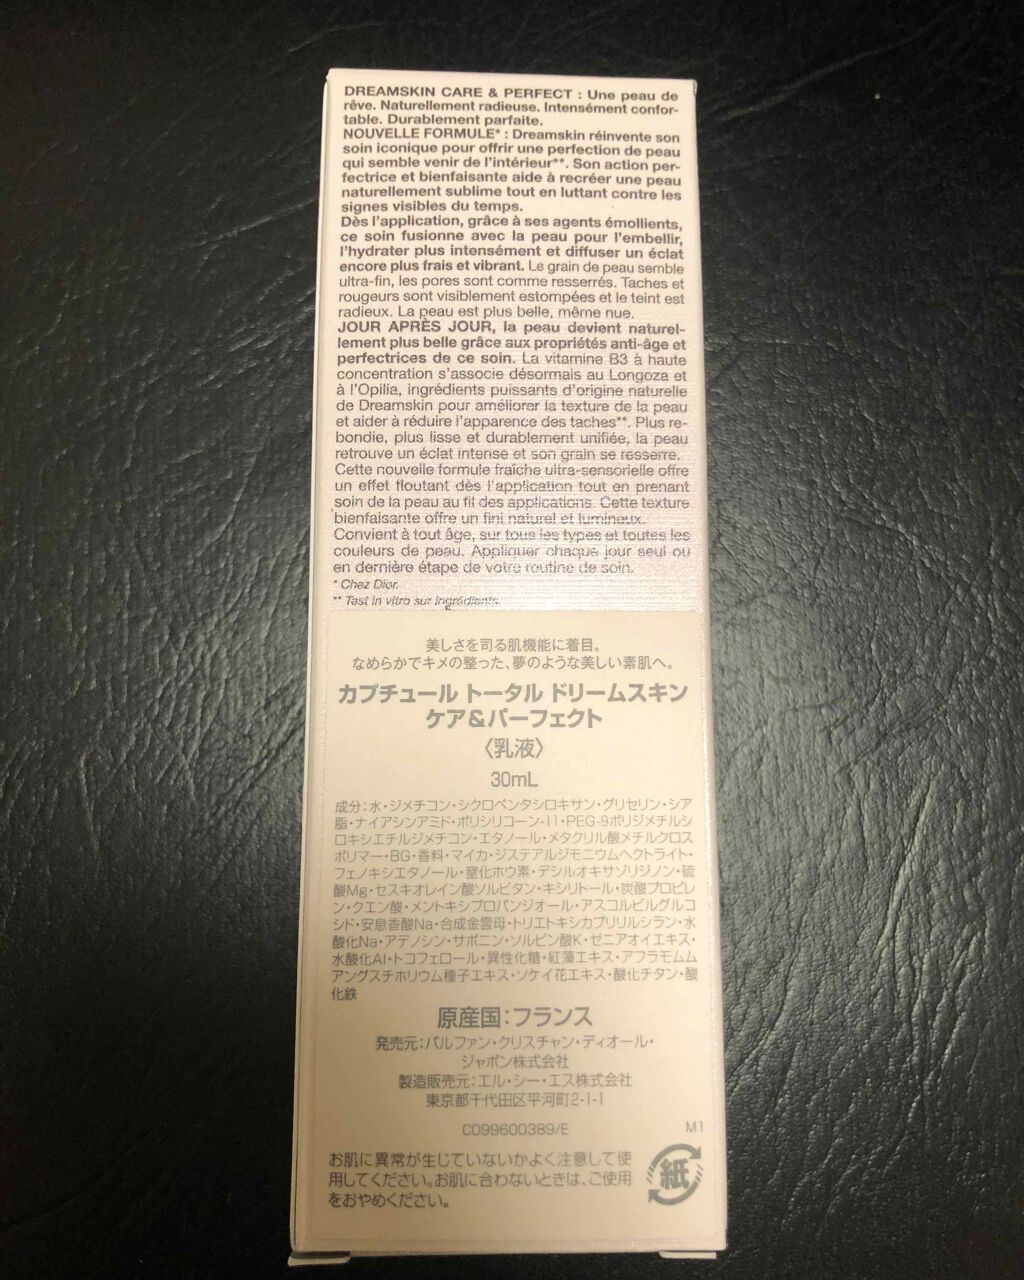 DREAMSKIN CARE & PERFECT : Une peau de
rêve. Naturellement radieuse. Intensément confor-
table. Durablement parfaite.
NOUVELLE FORMULE* : Dreamskin réinvente son
soin iconique pour offrir une perfection de peau
qui semble venir de l'intérieur**. Son action per-
fectrice et bienfaisante aide à recréer une peau
naturellement sublime tout en luttant contre les
signes visibles du temps.
Dès l'application, grâce à ses agents émollients,
ce soin fusionne avec la peau pour l'embellir,
l'hydrater plus intensément et diffuser un éclat
encore plus frais et vibrant. Le grain de peau semble
ultra-fin, les pores sont comme resserrés. Taches et
rougeurs sont visiblement estompées et le teint est
radieux. La peau est plus belle, même nue.
JOUR APRÈS JOUR, la peau devient naturel-
lement plus belle grâce aux propriétés anti-âge et
perfectrices de ce soin. La vitamine B3 à haute
concentration s'associe désormais au Longoza et
à l'Opilia, ingrédients puissants d'origine naturelle
de Dreamskin pour améliorer la texture de la peau
et aider à réduire l'apparence des taches**. Plus re-
bondie, plus lisse et durablement unifiée, la peau
retrouve un éclat intense et son grain se resserre.
Cette nouvelle formule fraîche ultra-sensorielle offre
un effet floutant dès l'application tout en prenant
soin de la peau au fil des applications. Cette texture
bienfaisante offre un fini naturel et lumineux.
Convient à tout âge, sur tous les types et toutes les
couleurs de peau. Appliquer chaque jour seul ou
en dernière étape de votre routine de soin.
* Chez Dior.
** Test in vitro sur ingrédients.
美しさを司る肌機能に着目。
なめらかでキメの整った、夢のような美しい素肌へ。
カプチュール トータル ドリームスキン
ケア&パーフェクト
〈乳液〉
30mL
成分：水・ジメチコン・シクロペンタシロキサン・グリセリン・シア
脂・ナイアシンアミド・ポリシリコーン-11・PEG-9ポリジメチルシ
ロキシエチルジメチコン・エタノール・メタクリル酸メチルクロス
ポリマー・BG・香料・マイカ・ジステアルジモニウムヘクトライト・
フェノキシエタノール・窒化ホウ素・デシルオキサゾリジノン・硫
酸Mg・セスキオレイン酸ソルビタン・キシリトール・炭酸プロピレ
ン・クエン酸・メントキシプロパンジオール・アスコルビルグルコ
シド・安息香酸Na・合成金雲母・トリエトキシカプリリルシラン・水
酸化Na・アデノシン・サポニン・ソルビン酸K・ゼニアオイエキス・
水酸化Al・トコフェロール・異性化糖・紅藻エキス・アフラモムム
アングスチホリウム種子エキス・ソケイ花エキス・酸化チタン・酸
化鉄
原産国：フランス
発売元：パルファン・クリスチャン・ディオール・
ジャポン株式会社
製造販売元：エル・シー・エス株式会社
東京都千代田区平河町2-1-1
C099600389/E M1
お肌に異常が生じていないかよく注意して使
用してください。お肌に合わないときは、ご使用
をおやめください。
紙